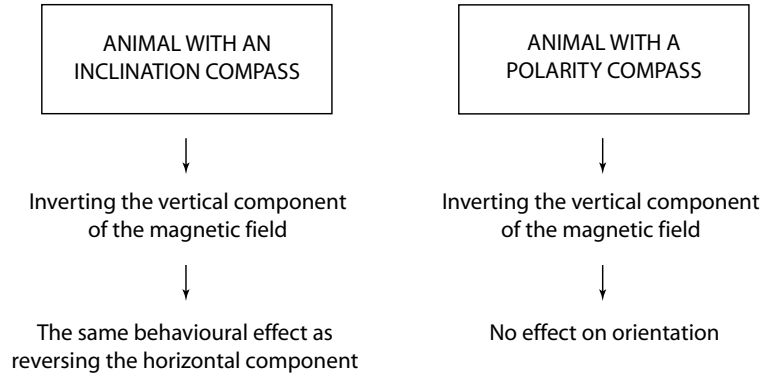 ANIMAL WITH AN
INCLINATION COMPASS
Inverting the vertical component
of the magnetic field
The same behavioural effect as
reversing the horizontal component
ANIMAL WITH A
POLARITY COMPASS
Inverting the vertical component
of the magnetic field
No effect on orientation